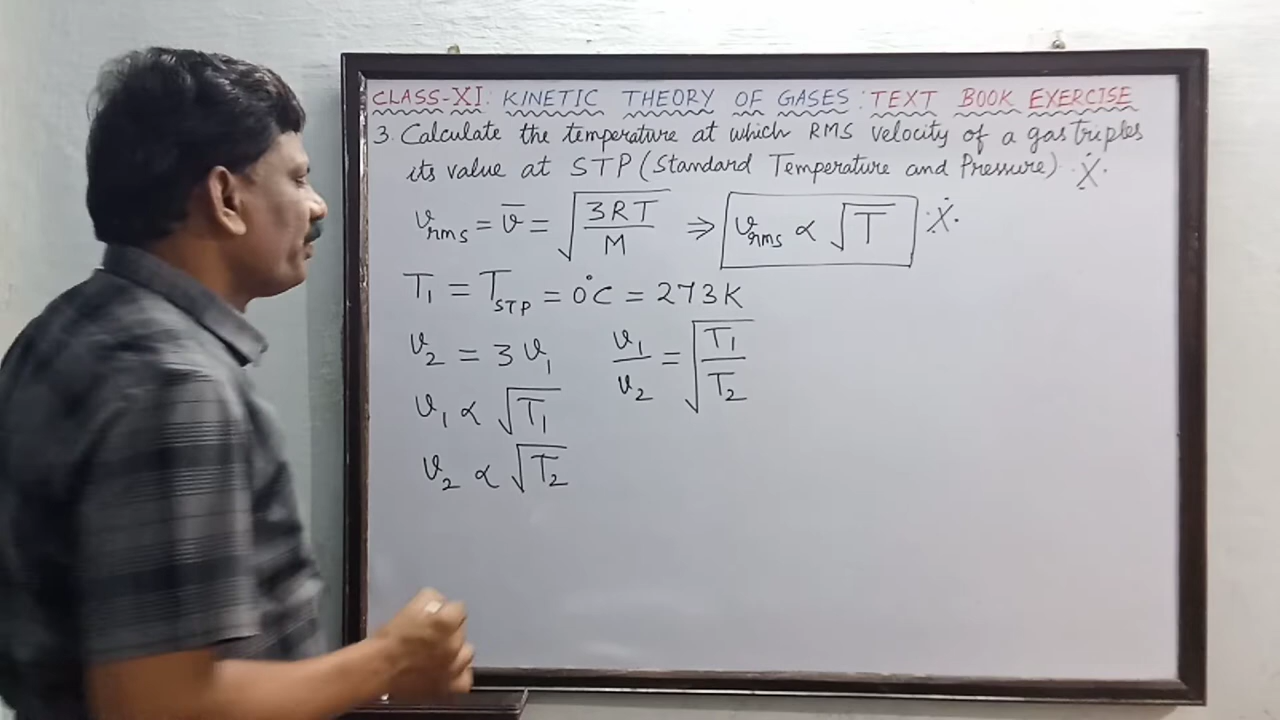 CLASS-XI: KINETIC THEORY OF GASES: TEXT BOOK EXERCISE
3. Calculate the temperature at which RMS velocity of a gas triples
its value at STP (Standard Temperature and Pressure) ·Ẋ·
v_rms = v̅ = √(3RT/M) ⇒ v_rms ∝ √T ·Ẋ·
T₁ = T_STP = 0°C = 273K
v₂ = 3v₁ v₁/v₂ = √(T₁/T₂)
v₁ ∝ √T₁
v₂ ∝ √T₂